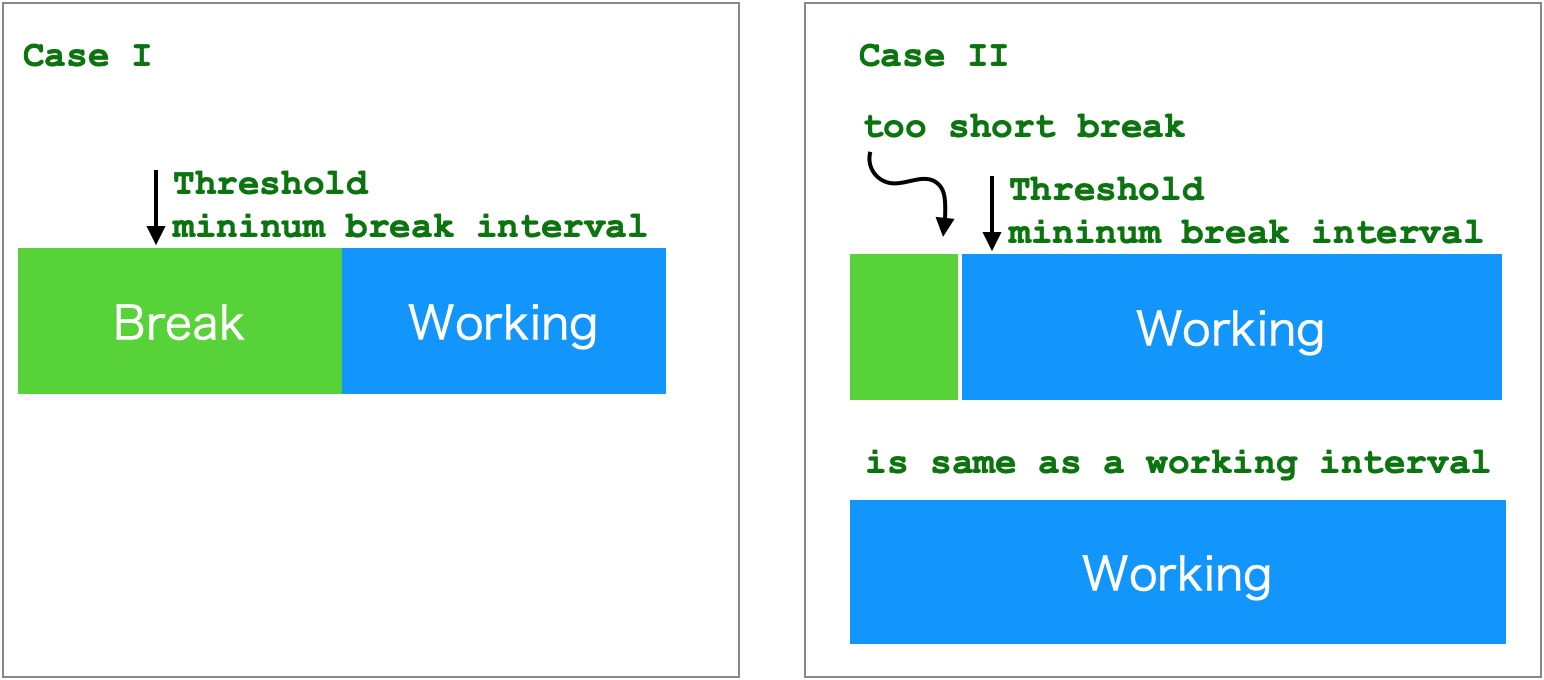 Case I
Threshold
mininum break interval
Break
Working
Case II
too short break
Threshold
mininum break interval
Working
is same as a working interval
Working